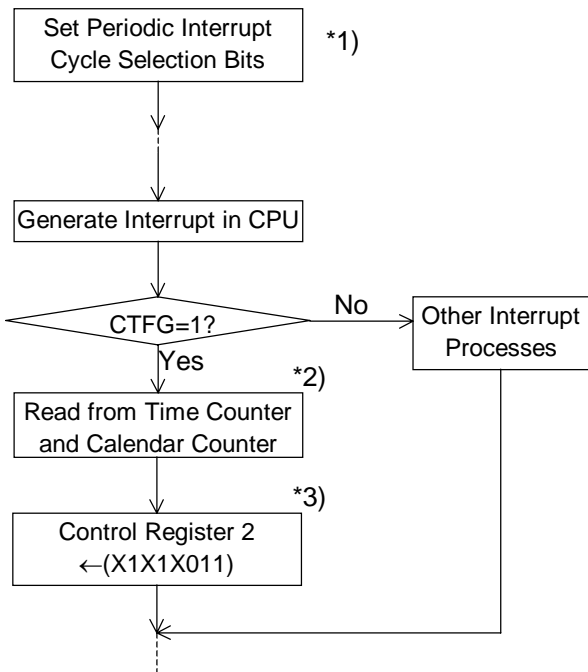 Set Periodic Interrupt
Cycle Selection Bits
*1)
Generate Interrupt in CPU
CTFG=1?
No
Other Interrupt
Processes
Yes
*2)
Read from Time Counter
and Calendar Counter
*3)
Control Register 2
←(X1X1X011)